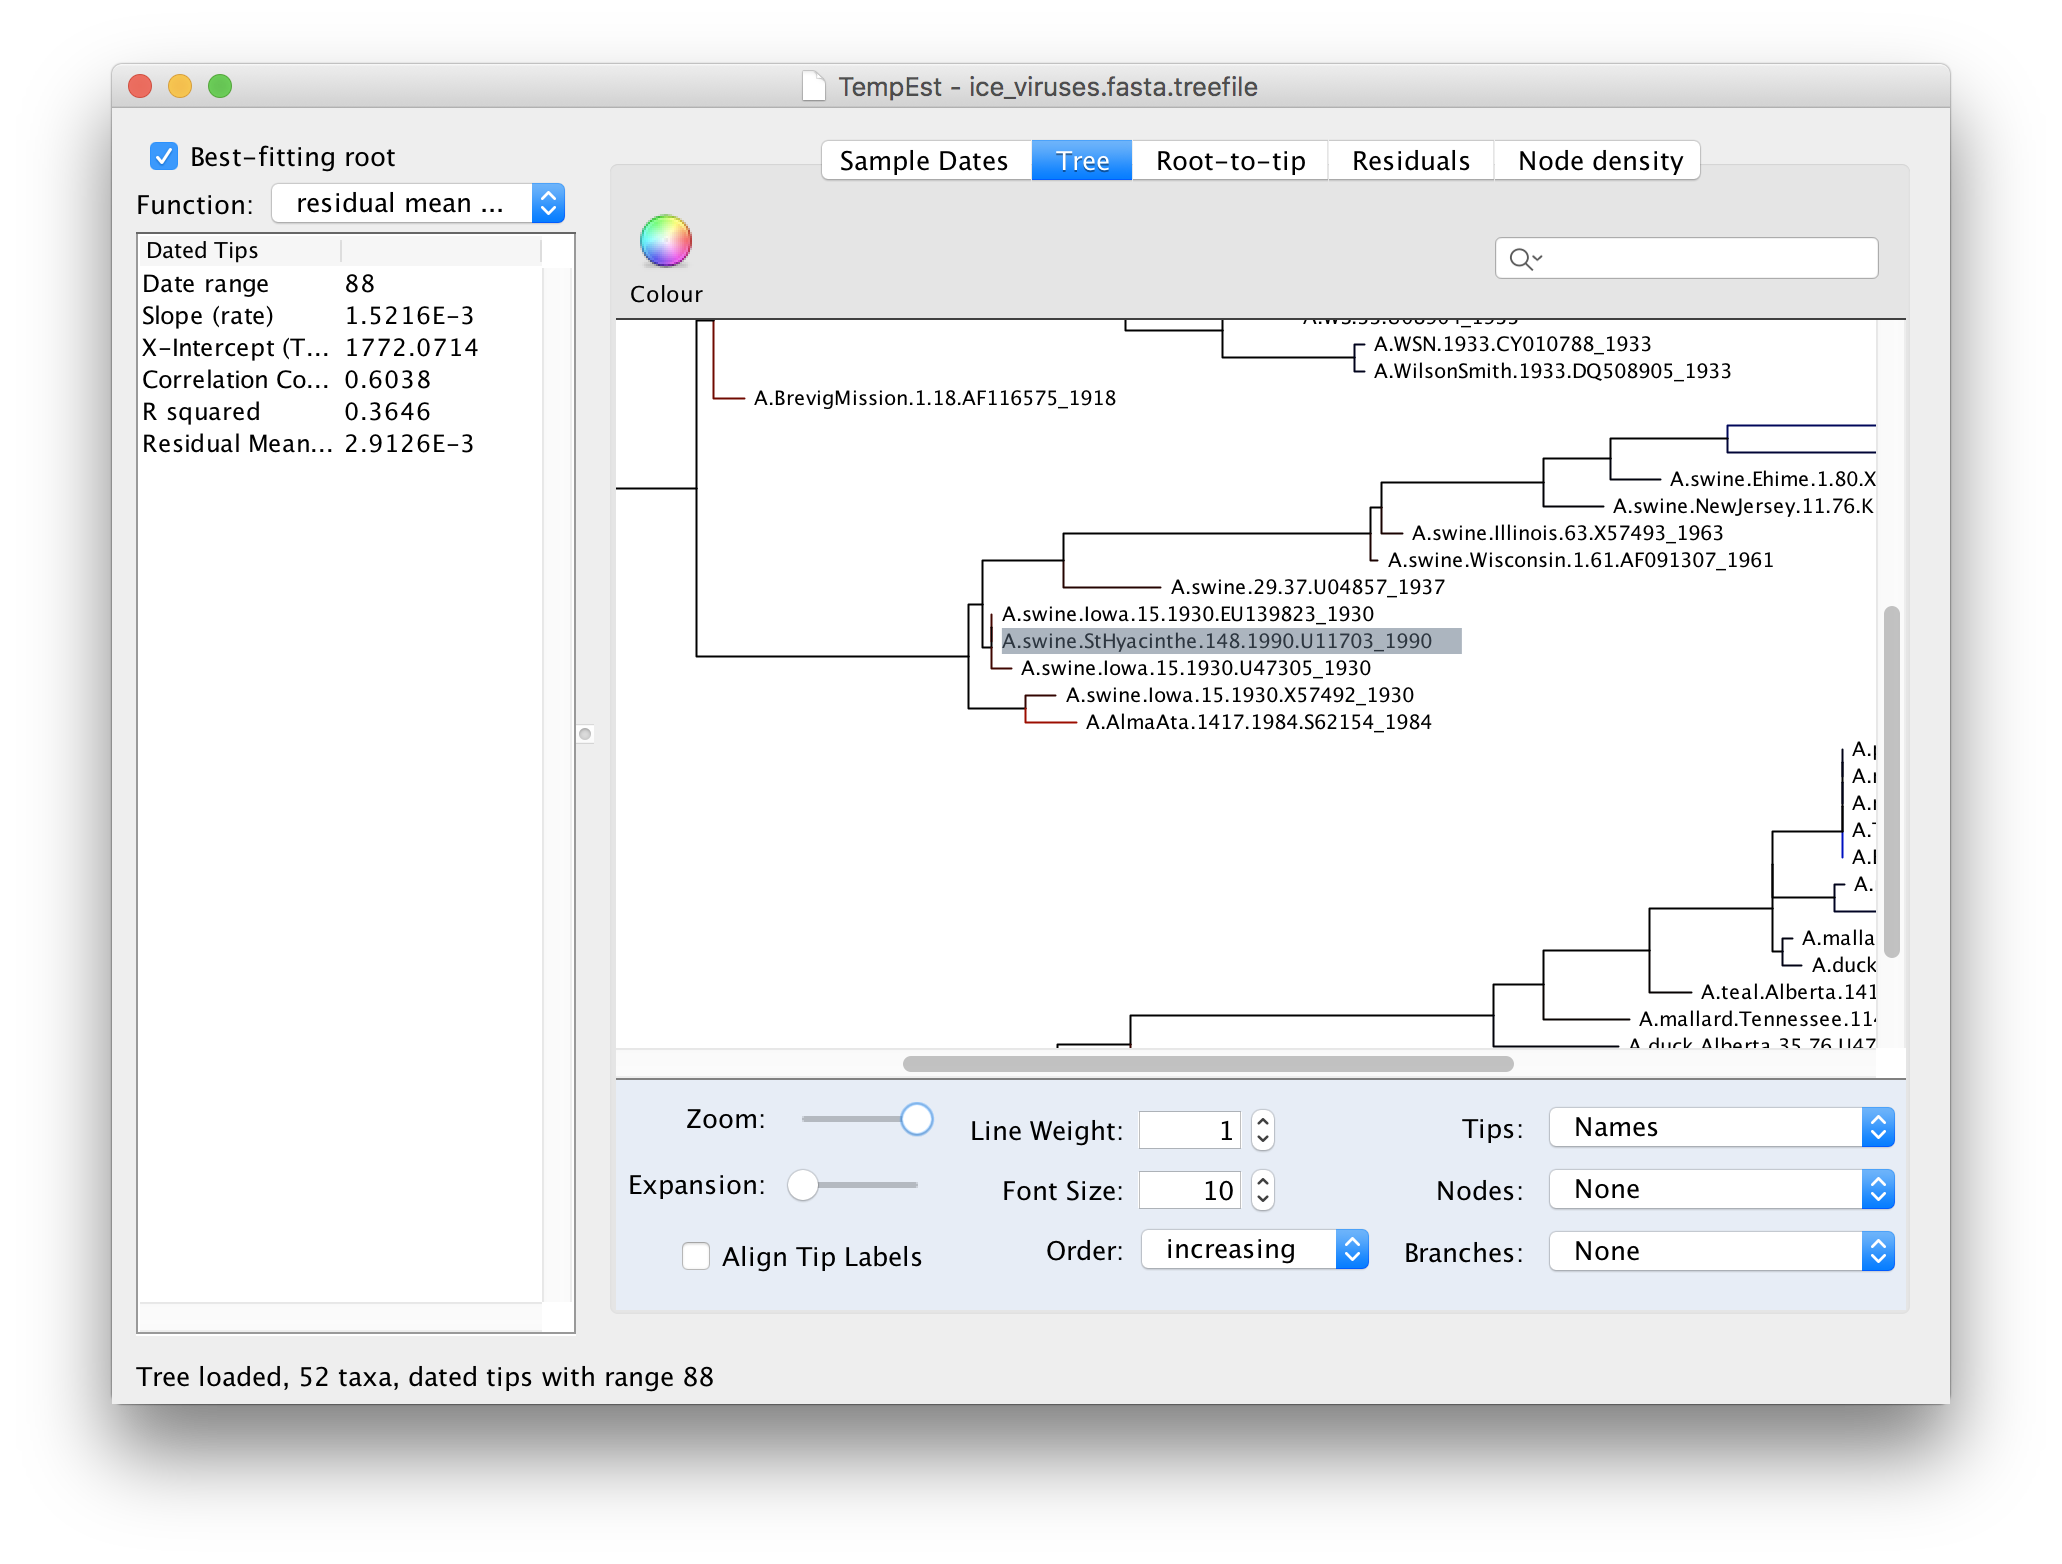 TempEst - ice_viruses.fasta.treefile
Best-fitting root
Function: residual mean ...
Dated Tips
Date range 88
Slope (rate) 1.5216E-3
X-Intercept (T... 1772.0714
Correlation Co... 0.6038
R squared 0.3646
Residual Mean... 2.9126E-3
Sample Dates Tree Root-to-tip Residuals Node density
Colour
A.WSN.1933.CY010788_1933
A.WilsonSmith.1933.DQ508905_1933
A.BrevigMission.1.18.AF116575_1918
A.swine.Ehime.1.80.X
A.swine.NewJersey.11.76.K
A.swine.Illinois.63.X57493_1963
A.swine.Wisconsin.1.61.AF091307_1961
A.swine.29.37.U04857_1937
A.swine.Iowa.15.1930.EU139823_1930
A.swine.StHyacinthe.148.1990.U11703_1990
A.swine.Iowa.15.1930.U47305_1930
A.swine.Iowa.15.1930.X57492_1930
A.AlmaAta.1417.1984.S62154_1984
A.malla
A.duck
A.teal.Alberta.141
A.mallard.Tennessee.114
A.duck.Alberta.35.76.U47
Zoom:
Expansion:
Align Tip Labels
Line Weight: 1
Font Size: 10
Order: increasing
Tips: Names
Nodes: None
Branches: None
Tree loaded, 52 taxa, dated tips with range 88